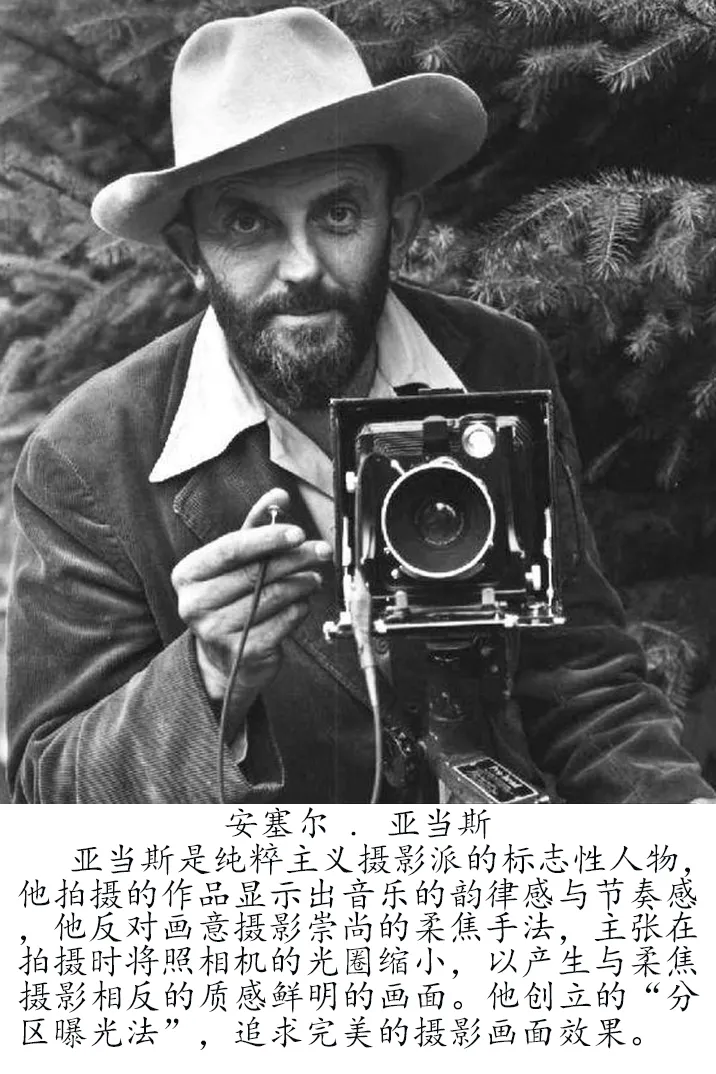 安塞尔 . 亚当斯
亚当斯是纯粹主义摄影派的标志性人物,
他拍摄的作品显示出音乐的韵律感与节奏感
，他反对画意摄影崇尚的柔焦手法，主张在
拍摄时将照相机的光圈缩小，以产生与柔焦
摄影相反的质感鲜明的画面。他创立的“分
区曝光法”，追求完美的摄影画面效果。